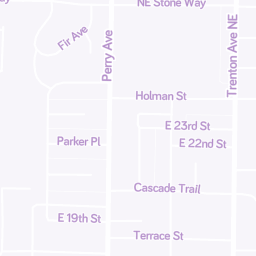 NE Stone Way
Fir Ave
Perry Ave
Trenton Ave NE
Holman St
E 23rd St
E 22nd St
Parker Pl
Cascade Trail
E 19th St
Terrace St